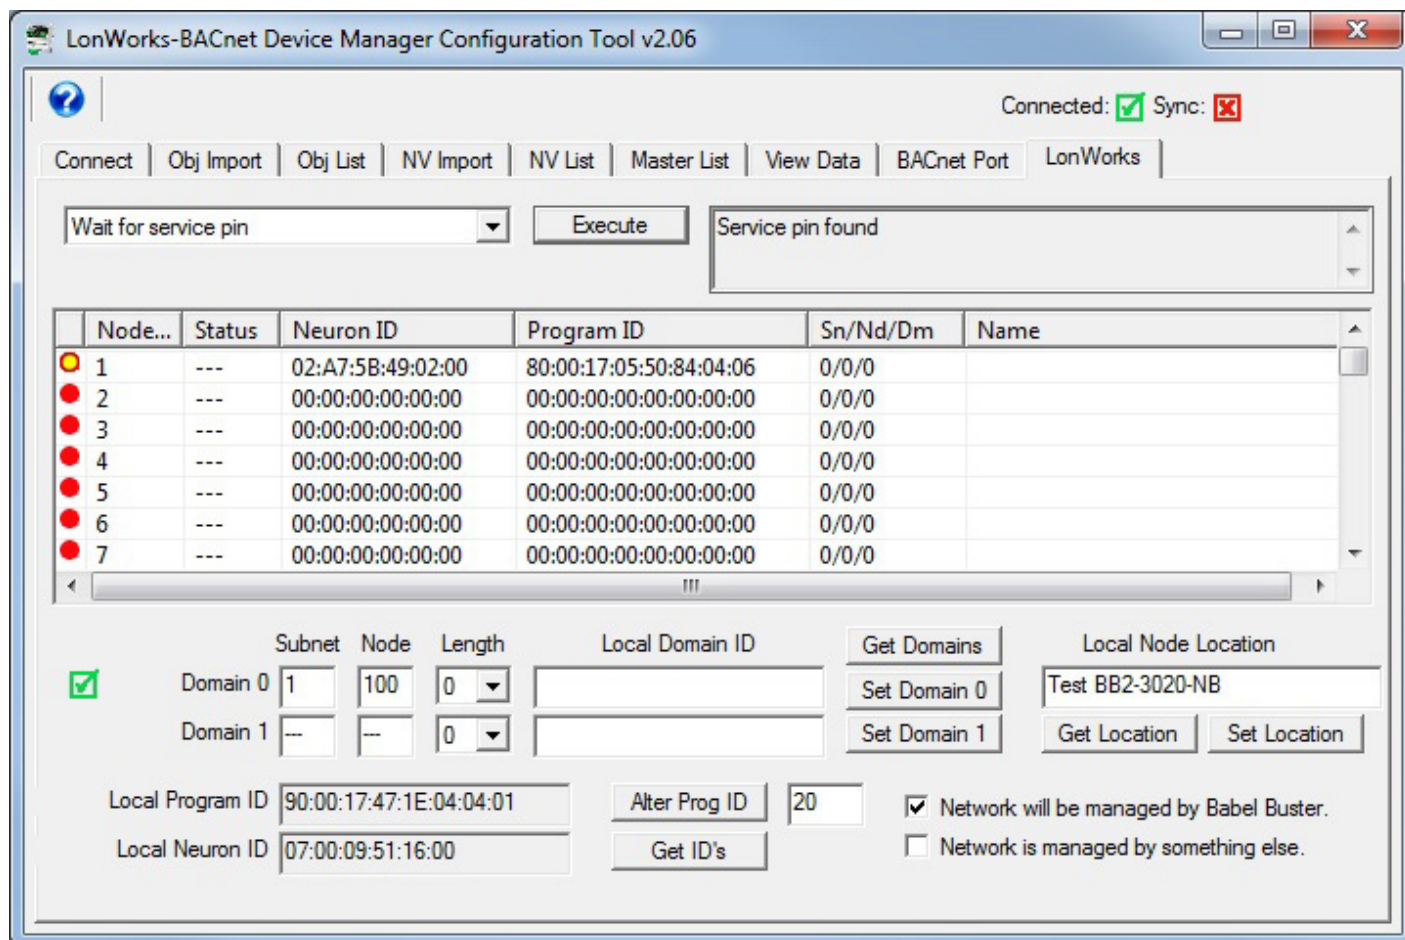 LonWorks-BACnet Device Manager Configuration Tool v2.06
Connected: Sync:
Connect Obj Import Obj List NV Import NV List Master List View Data BACnet Port LonWorks
Wait for service pin Execute Service pin found
Node... Status Neuron ID Program ID Sn/Nd/Dm Name
1 --- 02:A7:5B:49:02:00 80:00:17:05:50:84:04:06 0/0/0
2 --- 00:00:00:00:00:00 00:00:00:00:00:00:00:00 0/0/0
3 --- 00:00:00:00:00:00 00:00:00:00:00:00:00:00 0/0/0
4 --- 00:00:00:00:00:00 00:00:00:00:00:00:00:00 0/0/0
5 --- 00:00:00:00:00:00 00:00:00:00:00:00:00:00 0/0/0
6 --- 00:00:00:00:00:00 00:00:00:00:00:00:00:00 0/0/0
7 --- 00:00:00:00:00:00 00:00:00:00:00:00:00:00 0/0/0
Subnet Node Length Local Domain ID Get Domains Local Node Location
Domain 0 1 100 0 Set Domain 0 Test BB2-3020-NB
Domain 1 --- --- 0 Set Domain 1 Get Location Set Location
Local Program ID 90:00:17:47:1E:04:04:01 Alter Prog ID 20 Network will be managed by Babel Buster.
Local Neuron ID 07:00:09:51:16:00 Get ID's Network is managed by something else.